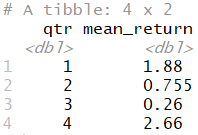 # A tibble: 4 x 2
qtr mean_return
<dbl> <dbl>
1 1 1.88
2 2 0.755
3 3 0.26
4 4 2.66